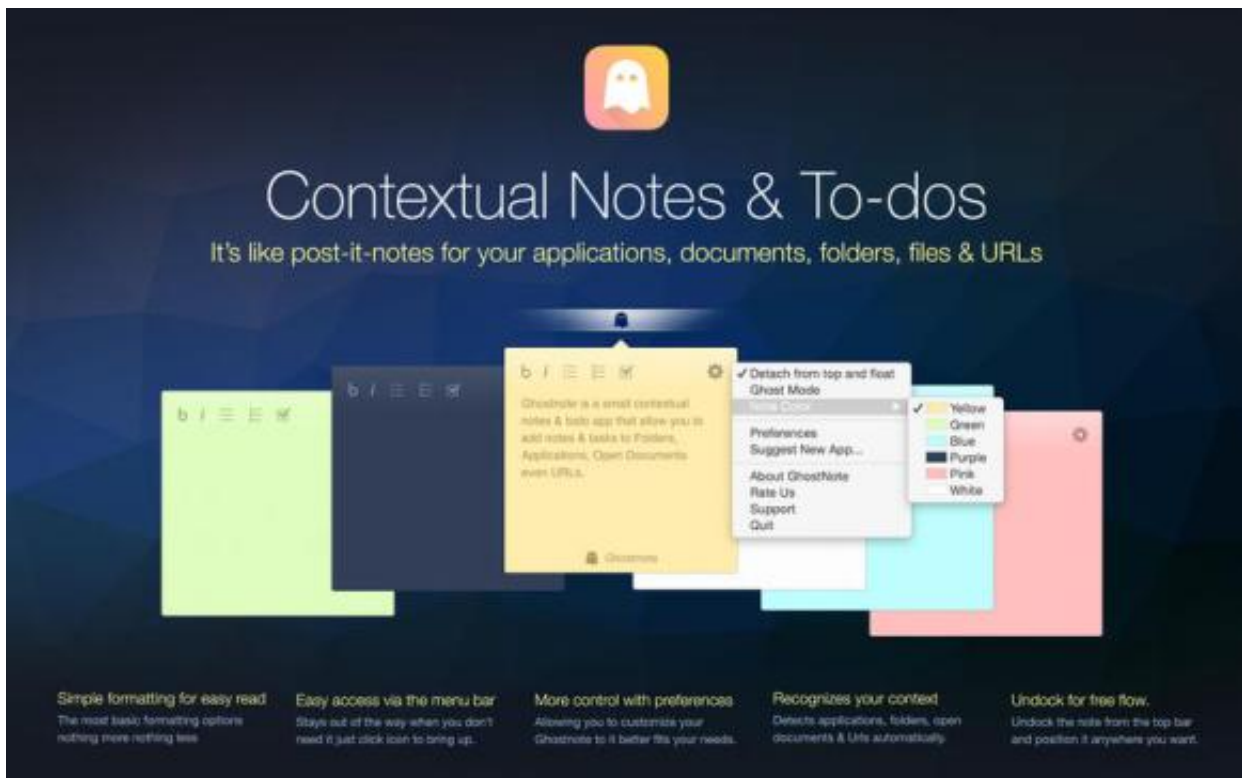 Contextual Notes & To-dos
It's like post-it-notes for your applications, documents, folders, files & URLs
b i
b i
b i
Ghostnote is a small contextual
notes & todo app that allow you to
add notes & tasks to Folders,
Applications, Open Documents
even URLs.
Ghostnote
Detach from top and float
Ghost Mode
Note Color
Preferences
Suggest New App...
About GhostNote
Rate Us
Support
Quit
Yellow
Green
Blue
Purple
Pink
White
Simple formatting for easy read
The most basic formatting options
nothing more nothing less
Easy access via the menu bar
Stays out of the way when you don't
need it just click icon to bring up.
More control with preferences
Allowing you to customize your
Ghostnote to it better fits your needs.
Recognizes your context
Detects applications, folders, open
documents & Urls automatically.
Undock for free flow.
Undock the note from the top bar
and position it anywhere you want.